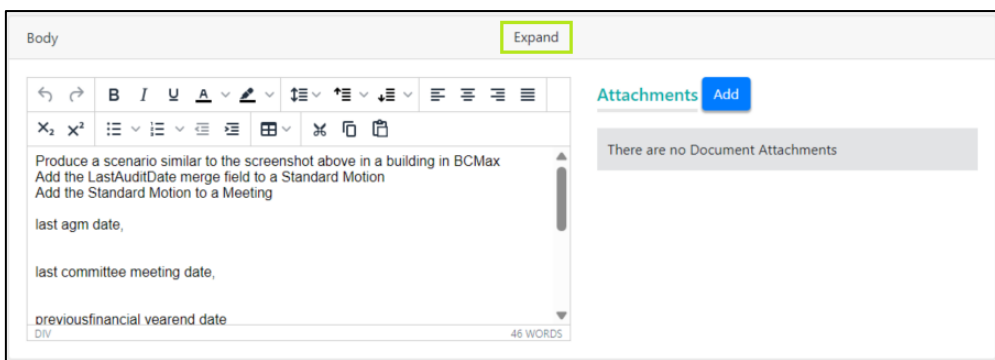 Body
Expand
B I U A
X₂ X²
Attachments
Add
There are no Document Attachments
Produce a scenario similar to the screenshot above in a building in BCMax
Add the LastAuditDate merge field to a Standard Motion
Add the Standard Motion to a Meeting
last agm date,
last committee meeting date,
previousfinancial yearend date
DIV
46 WORDS